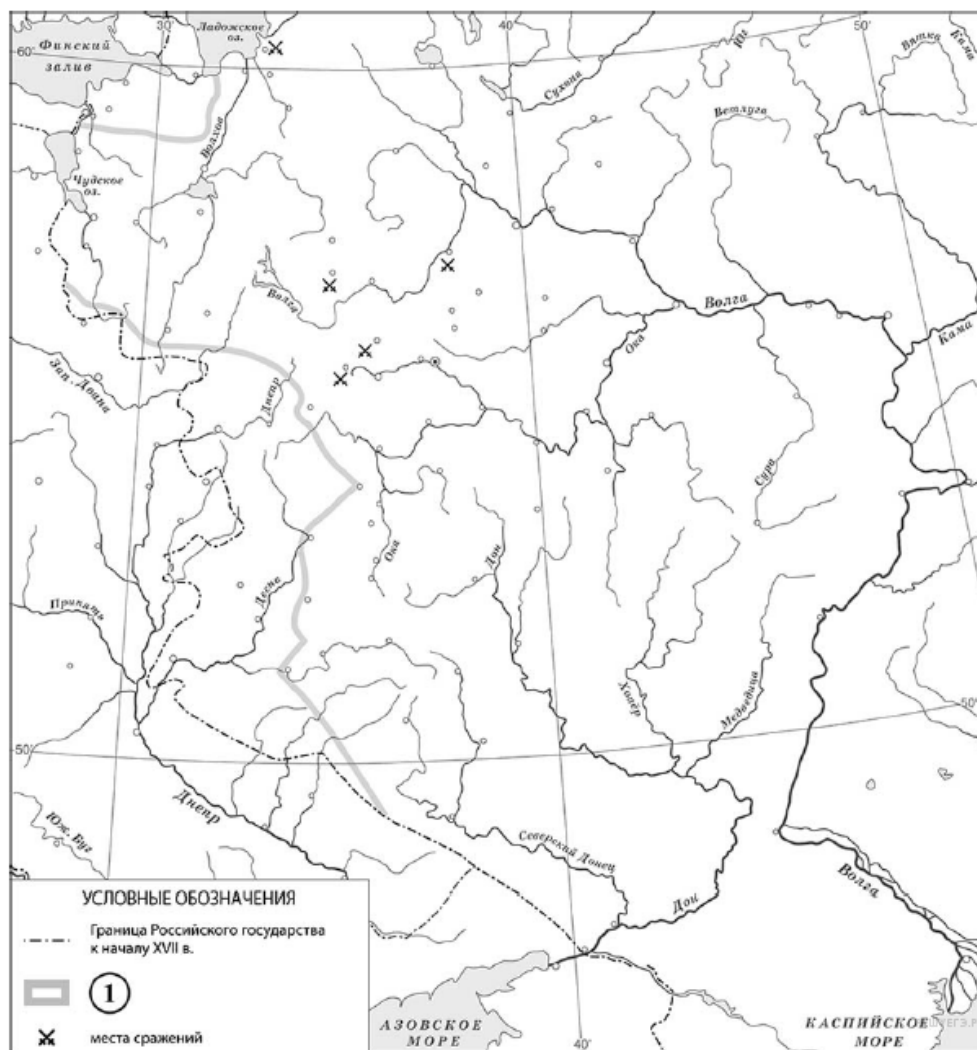 30°
40°
50°
Ладожское
оз.
Финский
залив
60°
Юг
Вятка
Кама
Сухона
Ветлуга
Волхов
Чудское
оз.
Волга
Волга
Ока
Кама
Зап. Двина
Днепр
Сура
Ока
Дон
Десна
Припять
Хопёр
Медведица
50°
50°
Днепр
Юж. Буг
Северский Донец
Дон
Волга
УСЛОВНЫЕ ОБОЗНАЧЕНИЯ
Граница Российского государства
к началу XVII в.
1
места сражений
АЗОВСКОЕ
МОРЕ
КАСПИЙСКОЕ
МОРЕ
40°